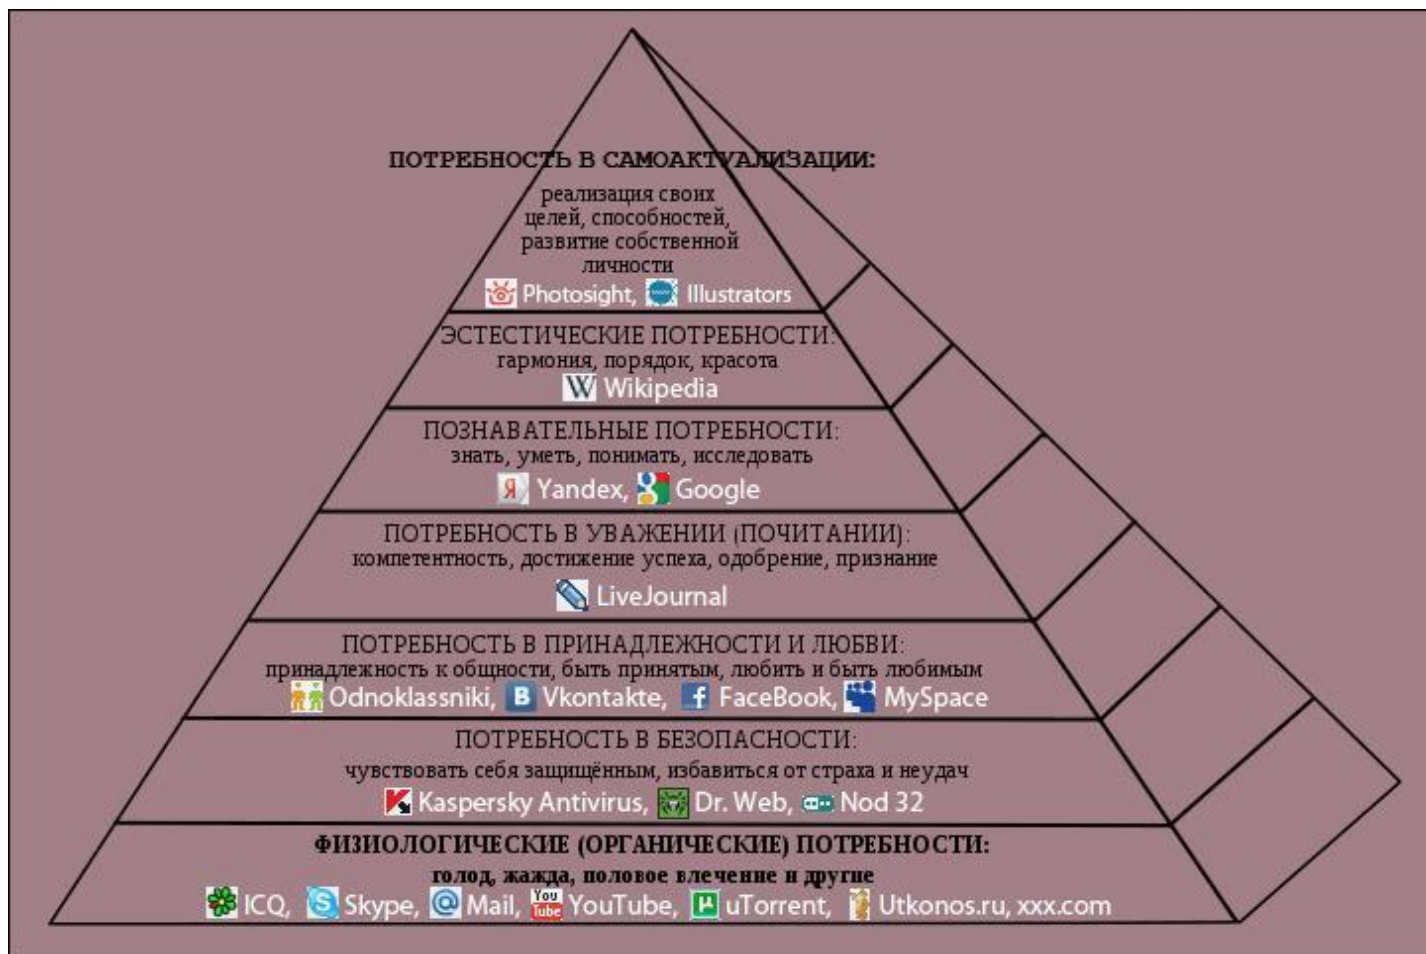 ПОТРЕБНОСТЬ В САМОАКТУАЛИЗАЦИИ:
реализация своих
целей, способностей,
развитие собственной
личности
Photosight, Illustrators
ЭСТЕСТИЧЕСКИЕ ПОТРЕБНОСТИ:
гармония, порядок, красота
W Wikipedia
ПОЗНАВАТЕЛЬНЫЕ ПОТРЕБНОСТИ:
знать, уметь, понимать, исследовать
Я Yandex, g Google
ПОТРЕБНОСТЬ В УВАЖЕНИИ (ПОЧИТАНИИ):
компетентность, достижение успеха, одобрение, признание
LiveJournal
ПОТРЕБНОСТЬ В ПРИНАДЛЕЖНОСТИ И ЛЮБВИ:
принадлежность к общности, быть принятым, любить и быть любимым
Odnoklassniki, В Vkontakte, f FaceBook, MySpace
ПОТРЕБНОСТЬ В БЕЗОПАСНОСТИ:
чувствовать себя защищённым, избавиться от страха и неудач
K Kaspersky Antivirus, Dr. Web, Nod 32
ФИЗИОЛОГИЧЕСКИЕ (ОРГАНИЧЕСКИЕ) ПОТРЕБНОСТИ:
голод, жажда, половое влечение и другие
ICQ, S Skype, @ Mail, You Tube YouTube, µ uTorrent, Utkonos.ru, xxx.com